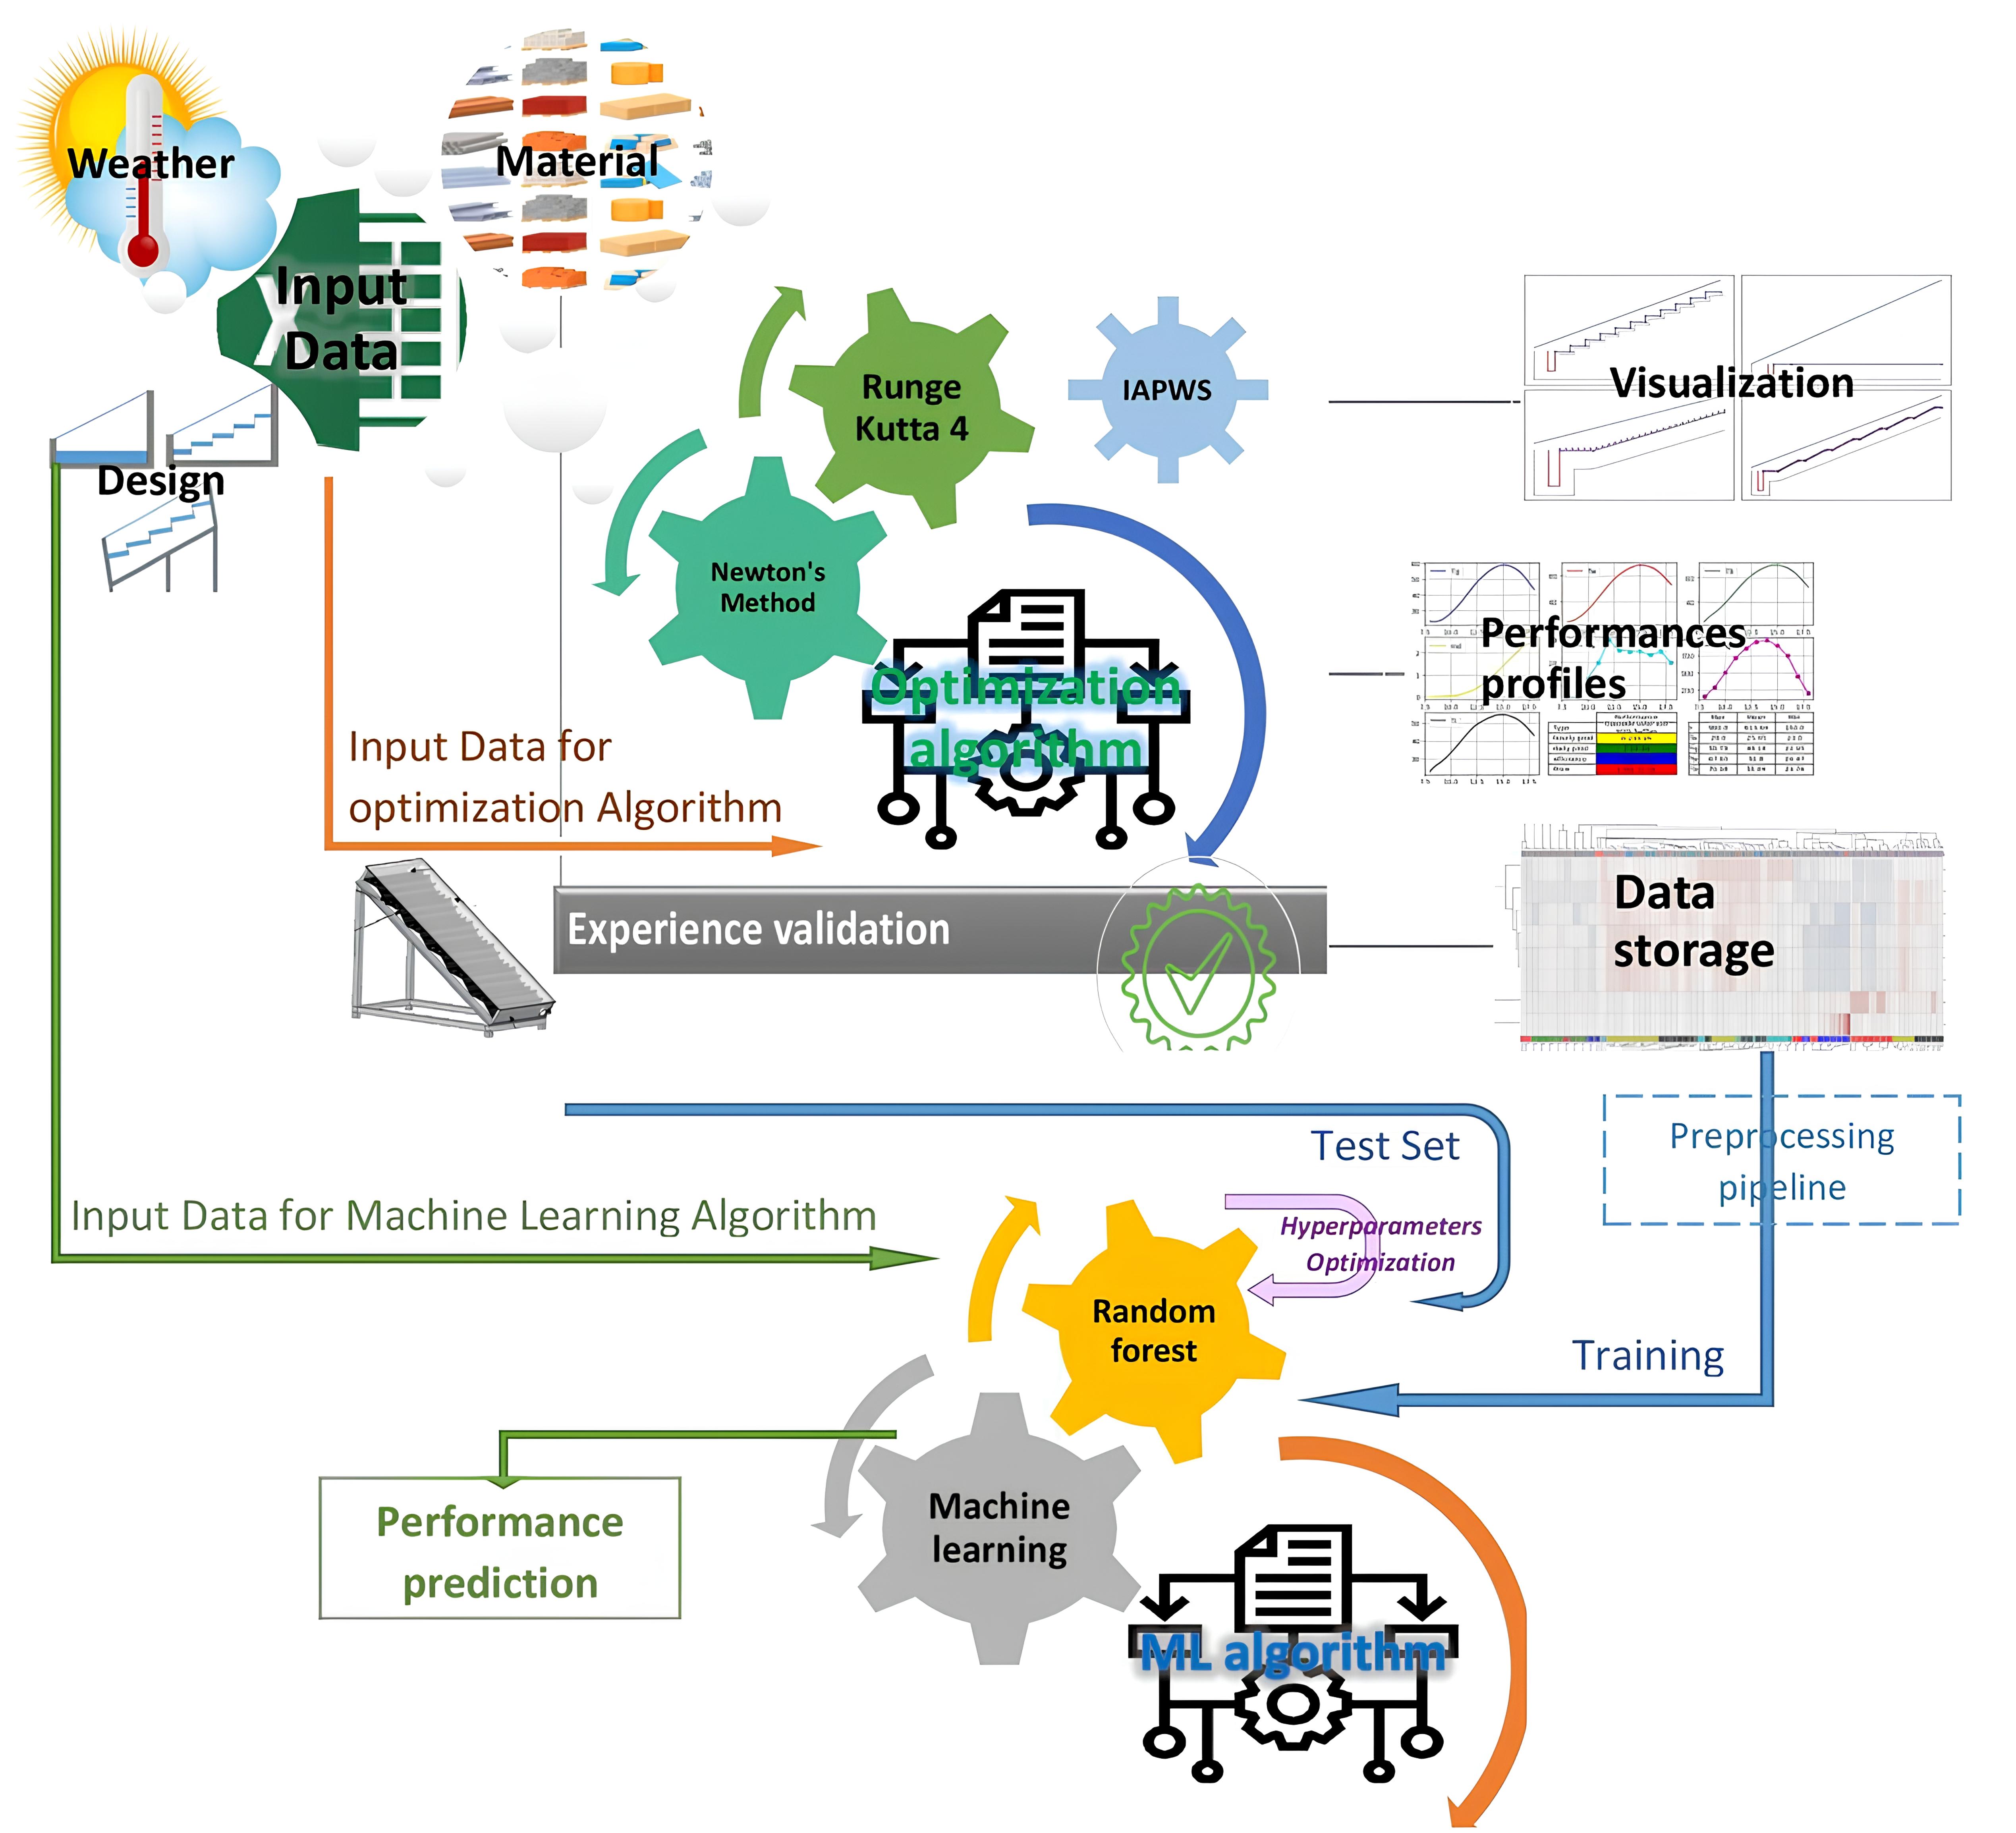 Weather
Material
Input
Data
Design
Runge
Kutta 4
IAPWS
Visualization
Newton's
Method
Optimization
algorithm
Performances
profiles
Input Data for
optimization Algorithm
Experience validation
Data
storage
Preprocessing
pipeline
Test Set
Input Data for Machine Learning Algorithm
Hyperparameters
Optimization
Random
forest
Training
Machine
learning
Performance
prediction
ML algorithm